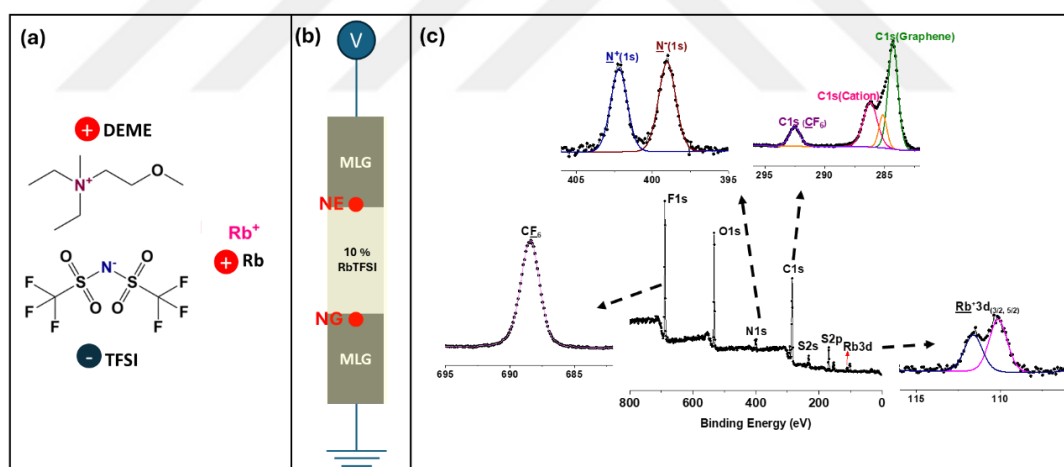 (a)
DEME
N+
O
Rb+
Rb
O
O
N-
S
S
F
F
F
O
O
F
F
F
TFSI
(b)
V
MLG
NE
10 %
RbTFSI
NG
MLG
(c)
N+(1s)
N-(1s)
405
400
395
C1s(Graphene)
C1s(Cation)
C1s (CF6)
295
290
285
CF6
695
690
685
F1s
O1s
C1s
N1s
S2s
S2p
Rb3d
800
600
400
200
0
Binding Energy (eV)
Rb+3d(3/2, 5/2)
115
110